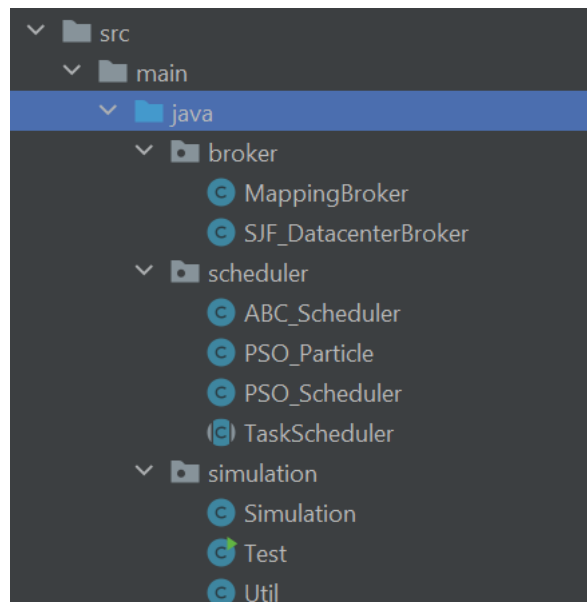 src
main
java
broker
MappingBroker
SJF_DatacenterBroker
scheduler
ABC_Scheduler
PSO_Particle
PSO_Scheduler
TaskScheduler
simulation
Simulation
Test
Util